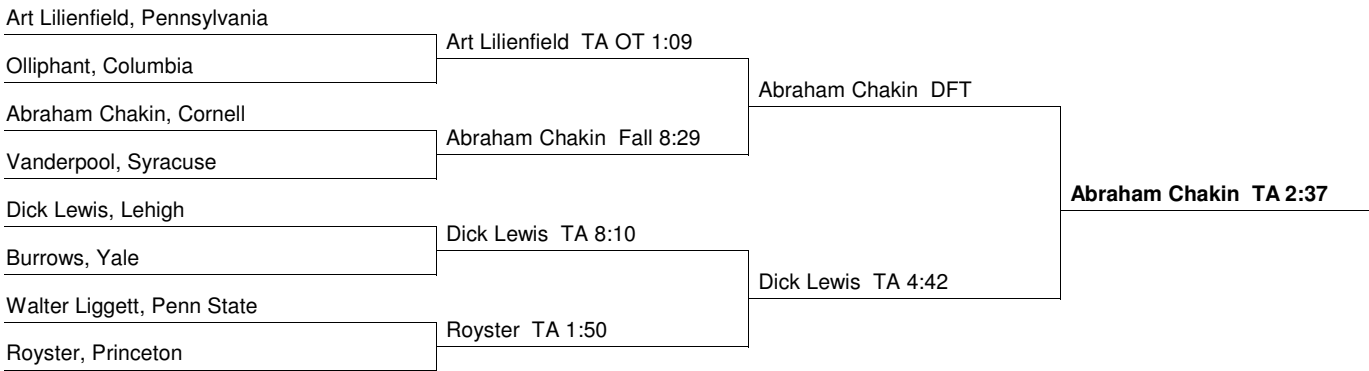 Art Lilienfield, Pennsylvania
Art Lilienfield TA OT 1:09
Olliphant, Columbia
Abraham Chakin DFT
Abraham Chakin, Cornell
Abraham Chakin Fall 8:29
Vanderpool, Syracuse
Abraham Chakin TA 2:37
Dick Lewis, Lehigh
Dick Lewis TA 8:10
Burrows, Yale
Dick Lewis TA 4:42
Walter Liggett, Penn State
Royster TA 1:50
Royster, Princeton